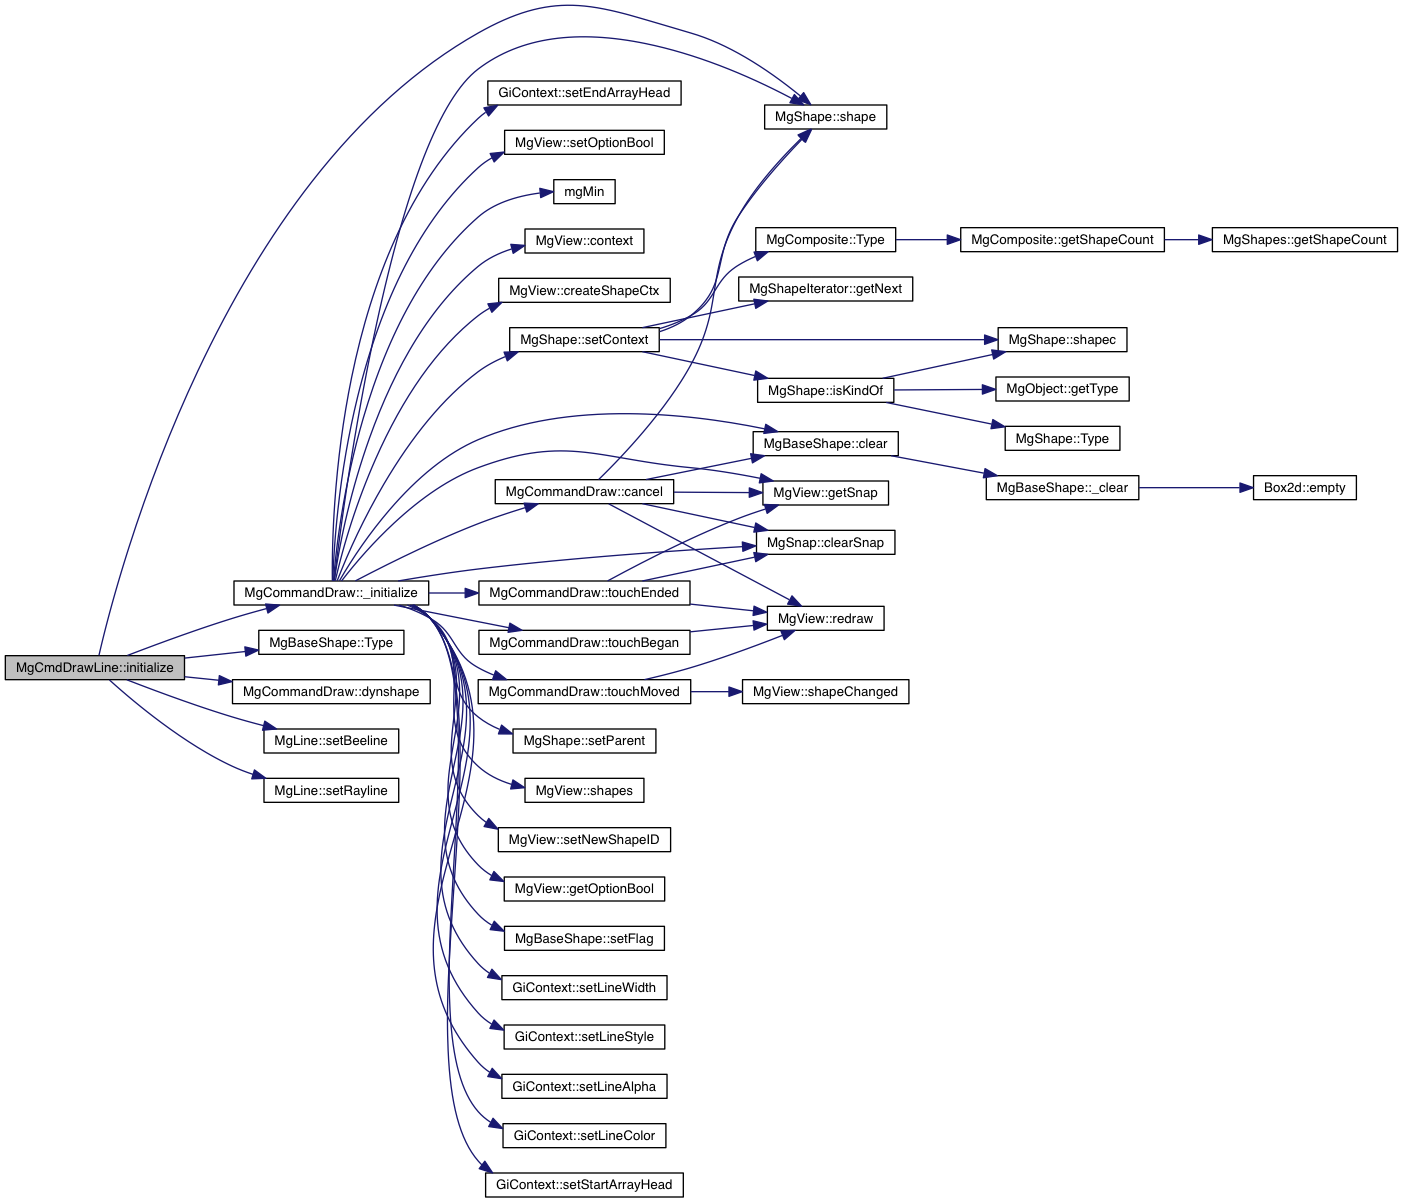 GiContext::setEndArrayHead
MgShape::shape
MgView::setOptionBool
mgMin
MgView::context
MgComposite::Type
MgComposite::getShapeCount
MgShapes::getShapeCount
MgView::createShapeCtx
MgShapeIterator::getNext
MgShape::setContext
MgShape::shapec
MgShape::isKindOf
MgObject::getType
MgShape::Type
MgBaseShape::clear
MgCommandDraw::cancel
MgView::getSnap
MgBaseShape::_clear
Box2d::empty
MgSnap::clearSnap
MgCommandDraw::_initialize
MgCommandDraw::touchEnded
MgView::redraw
MgBaseShape::Type
MgCommandDraw::touchBegan
MgCmdDrawLine::initialize
MgCommandDraw::dynshape
MgCommandDraw::touchMoved
MgView::shapeChanged
MgLine::setBeeline
MgShape::setParent
MgLine::setRayline
MgView::shapes
MgView::setNewShapeID
MgView::getOptionBool
MgBaseShape::setFlag
GiContext::setLineWidth
GiContext::setLineStyle
GiContext::setLineAlpha
GiContext::setLineColor
GiContext::setStartArrayHead